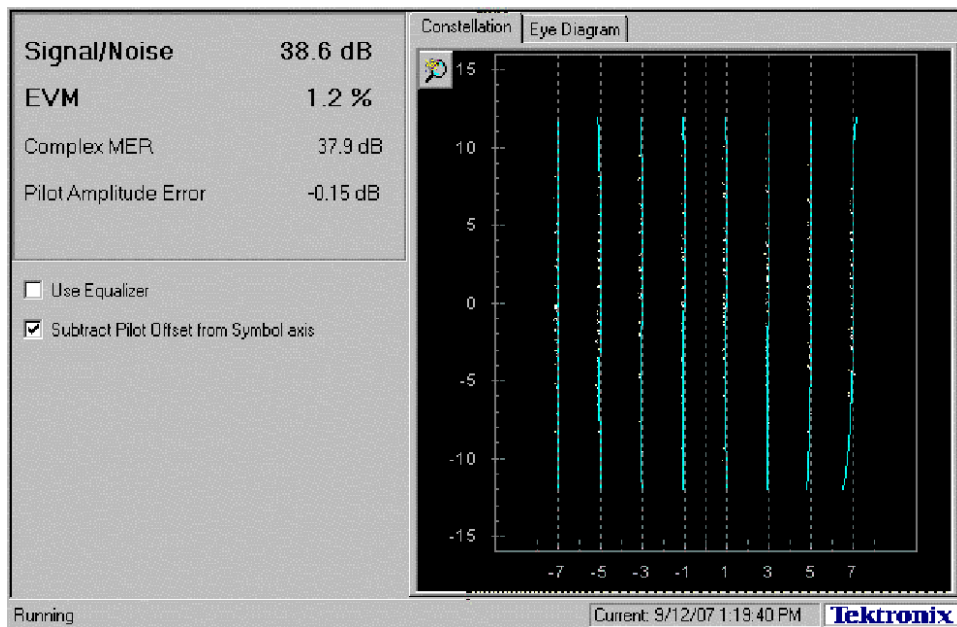 Signal/Noise 38.6 dB
EVM 1.2 %
Complex MER 37.9 dB
Pilot Amplitude Error -0.15 dB
Use Equalizer
Subtract Pilot Offset from Symbol axis
Constellation Eye Diagram
15
10
5
0
-5
-10
-15
-7 -5 -3 -1 1 3 5 7
Running Current: 9/12/07 1:19:40 PM Tektronix